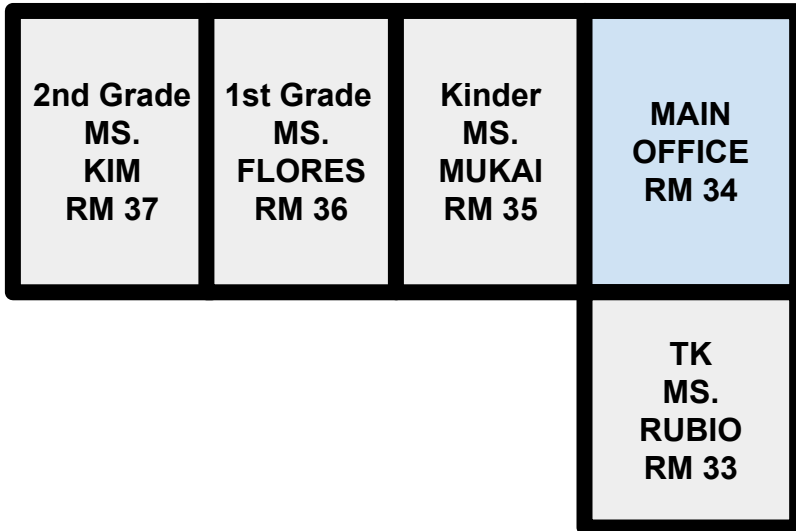 2nd Grade
MS.
KIM
RM 37
1st Grade
MS.
FLORES
RM 36
Kinder
MS.
MUKAI
RM 35
MAIN
OFFICE
RM 34
TK
MS.
RUBIO
RM 33